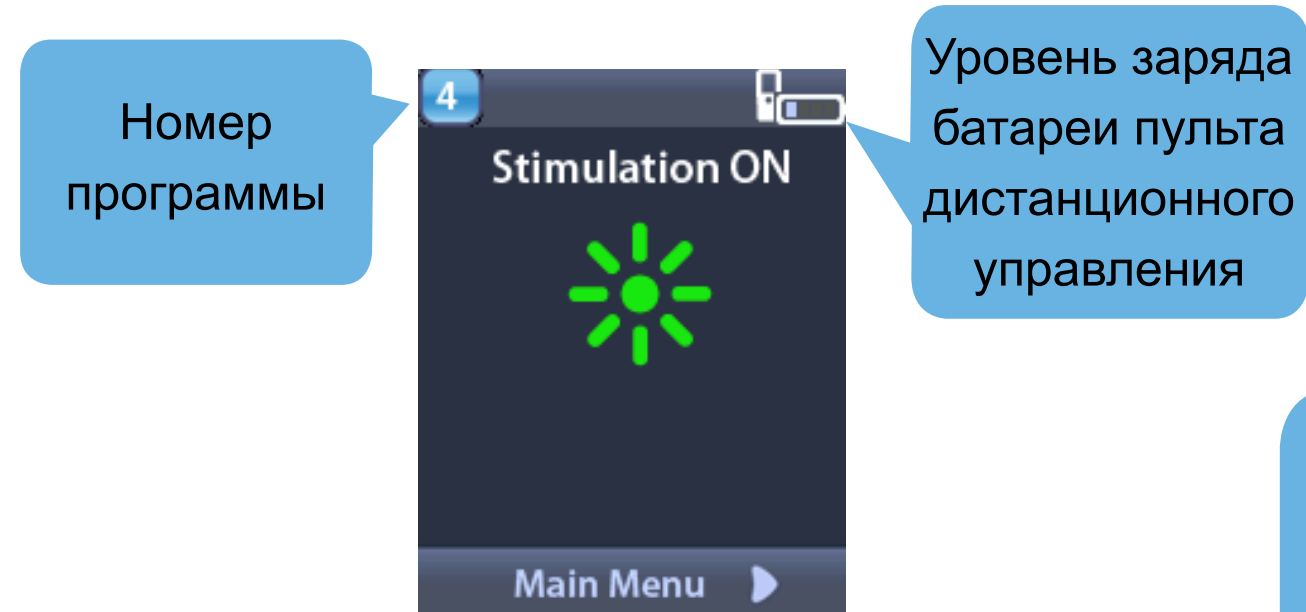 Номер
программы
4
Stimulation ON
Main Menu
Уровень заряда
батареи пульта
дистанционного
управления